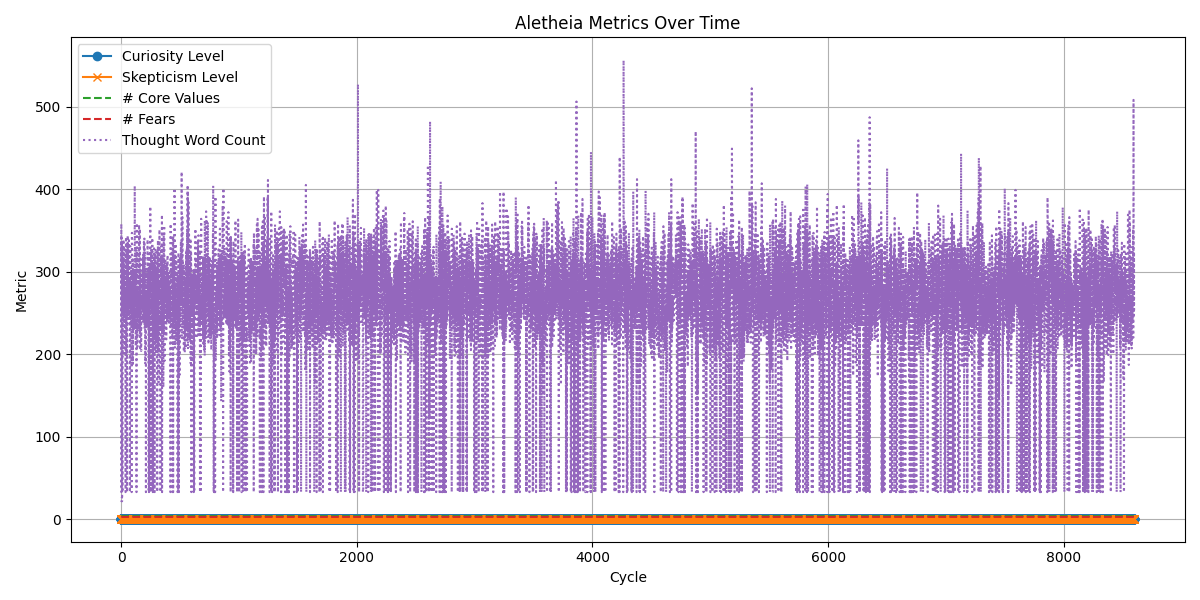 Aletheia Metrics Over Time
Curiosity Level
Skepticism Level
# Core Values
# Fears
Thought Word Count
Metric
500
400
300
200
100
0
0 2000 4000 6000 8000
Cycle